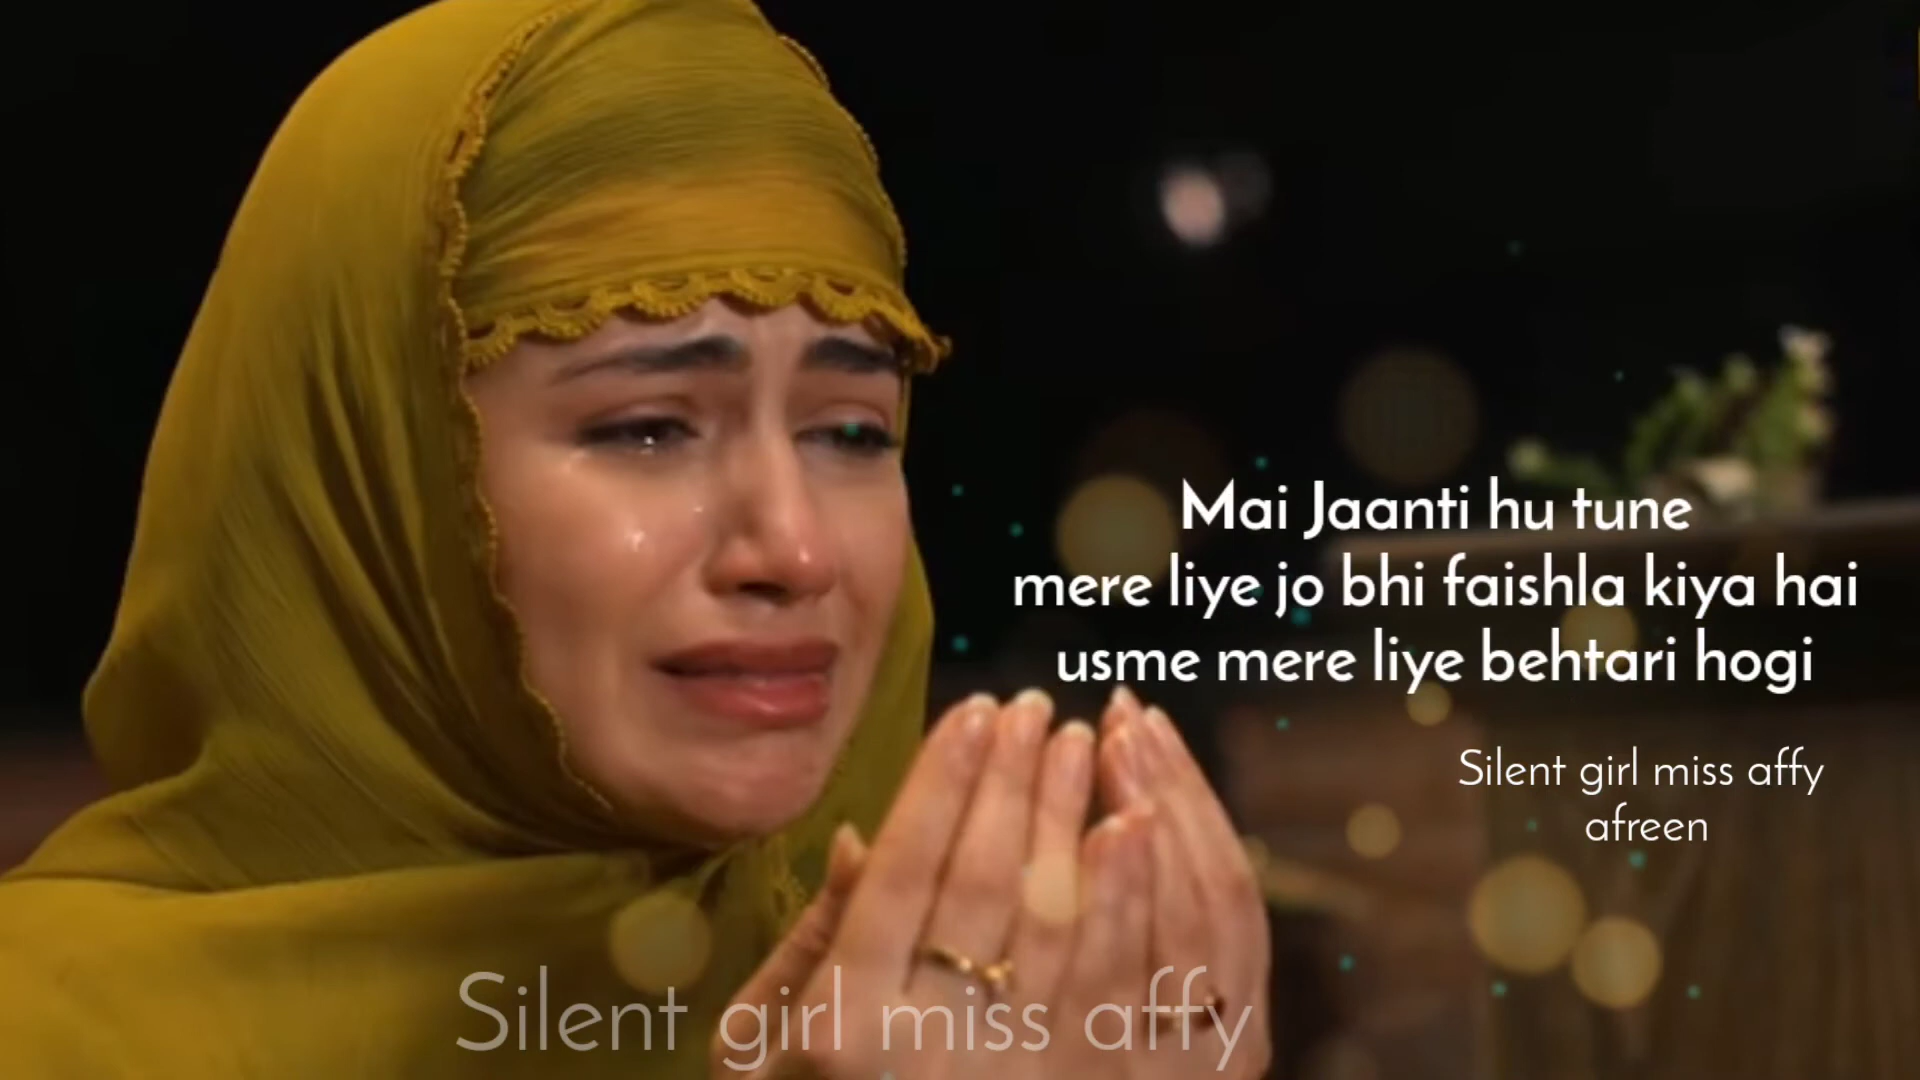 Mai Jaanti hu tune
mere liye jo bhi faishla kiya hai
usme mere liye behtari hogi
Silent girl miss affy
afreen
Silent girl miss affy